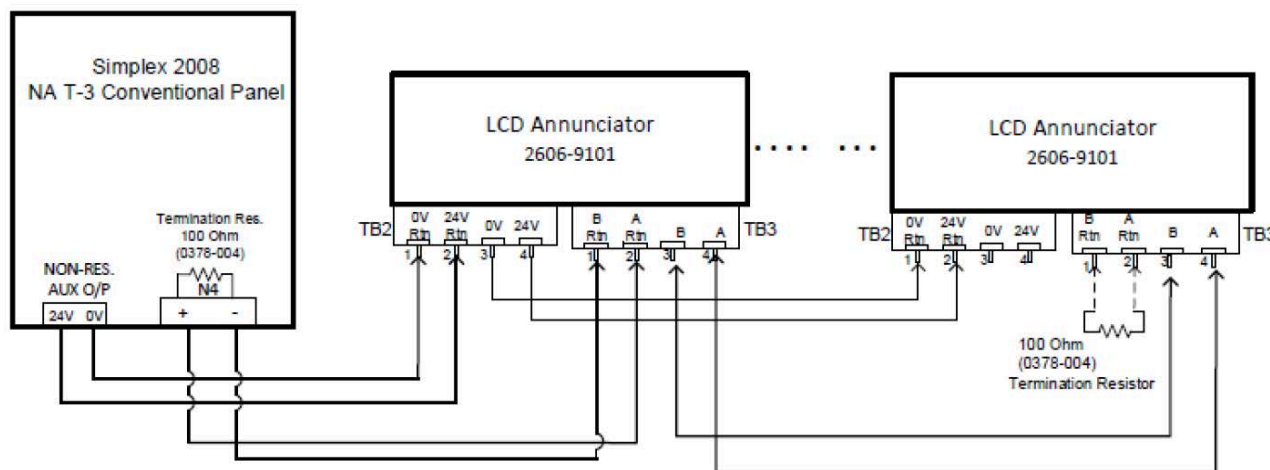 Simplex 2008
NA T-3 Conventional Panel
Termination Res.
100 Ohm
(0378-004)
NON-RES.
AUX O/P
N4
24V 0V
+ -
LCD Annunciator
2606-9101
TB2
0V 24V 0V 24V
Rtn Rtn
1 2 3 4
B A B A
Rtn Rtn
1 2 3 4
TB3
.... ...
LCD Annunciator
2606-9101
TB2
0V 24V 0V 24V
Rtn Rtn
1 2 3 4
B A B A
Rtn Rtn
1 2 3 4
TB3
100 Ohm
(0378-004)
Termination Resistor